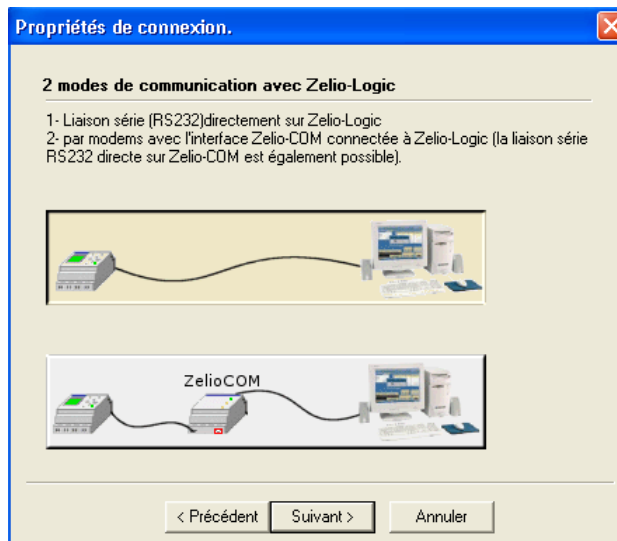 Propriétés de connexion.
2 modes de communication avec Zelio-Logic
1- Liaison série (RS232)directement sur Zelio-Logic
2- par modems avec l'interface Zelio-COM connectée à Zelio-Logic (la liaison série
RS232 directe sur Zelio-COM est également possible).
ZelioCOM
< Précédent
Suivant >
Annuler